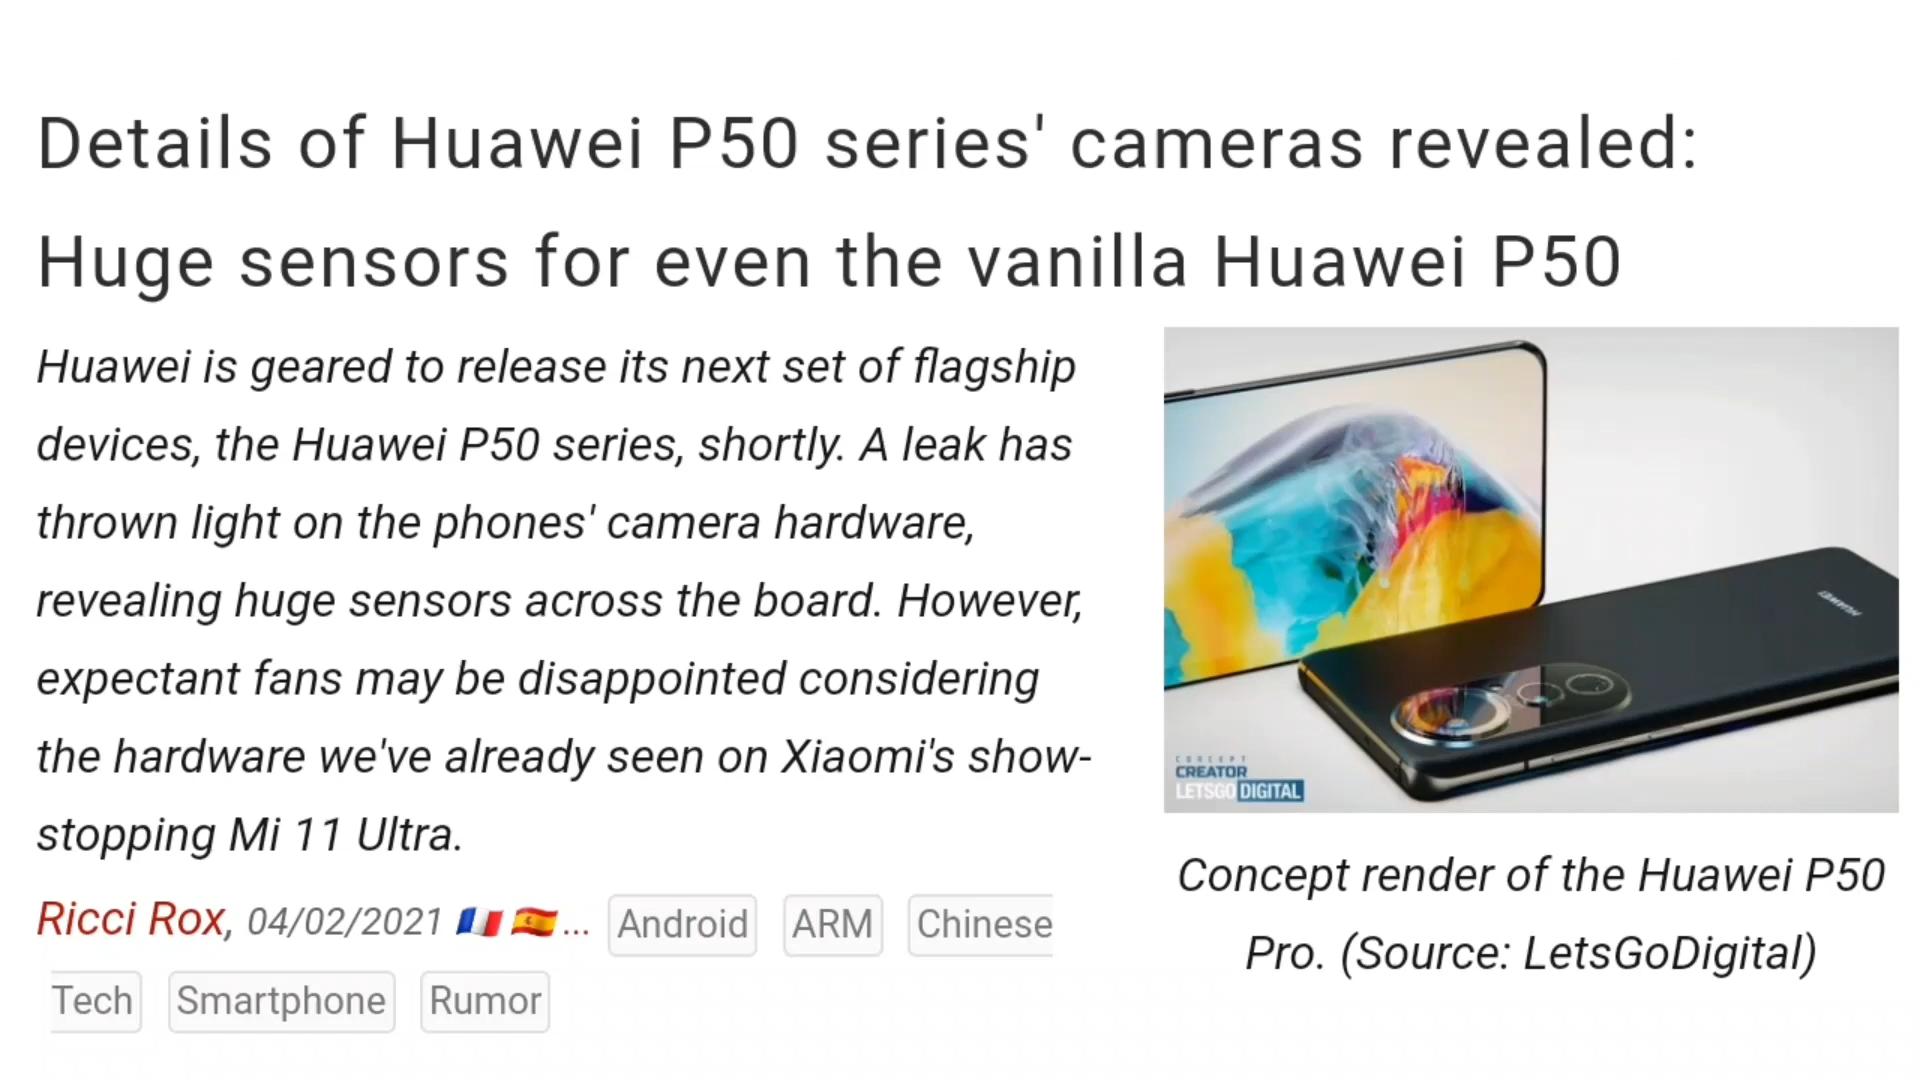 Details of Huawei P50 series' cameras revealed:
Huge sensors for even the vanilla Huawei P50
Huawei is geared to release its next set of flagship
devices, the Huawei P50 series, shortly. A leak has
thrown light on the phones' camera hardware,
revealing huge sensors across the board. However,
expectant fans may be disappointed considering
the hardware we've already seen on Xiaomi's show-
stopping Mi 11 Ultra.
Ricci Rox, 04/02/2021 🇫🇷 🇪🇸 ... Android ARM Chinese
Tech Smartphone Rumor
HUAWEI
CONCEPT
CREATOR
LETSGODIGITAL
Concept render of the Huawei P50
Pro. (Source: LetsGoDigital)